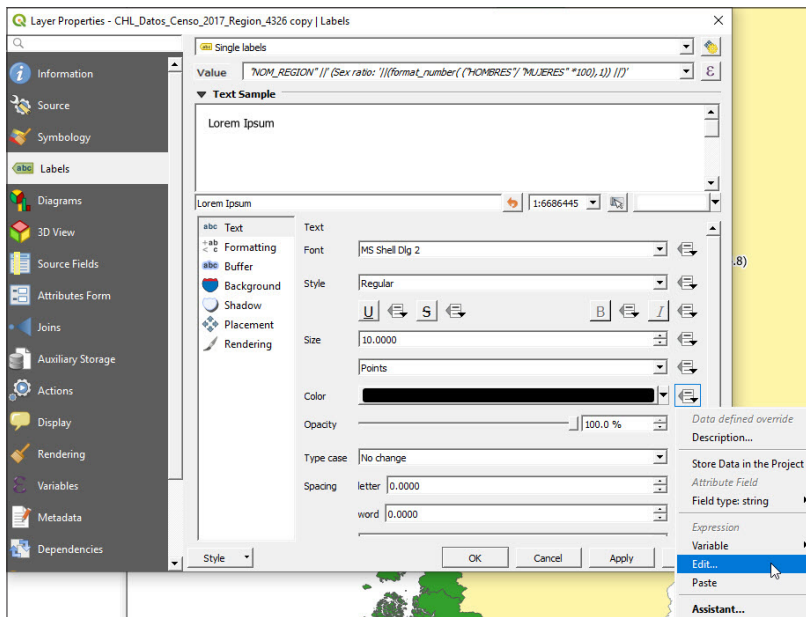 Layer Properties - CHL_Datos_Censo_2017_Region_4326 copy | Labels
Information
Source
Symbology
abc Labels
Diagrams
3D View
Source Fields
Attributes Form
Joins
Auxiliary Storage
Actions
Display
Rendering
Variables
Metadata
Dependencies
Single labels
Value "NOM_REGION" ||' (Sex ratio: '||(format_number( ("HOMBRES"/ "MUJERES" *100),1)) ||')' ε
Text Sample
Lorem Ipsum
Lorem Ipsum 1:6686445
abc Text
+ab < c Formatting
abc Buffer
Background
Shadow
Placement
Rendering
Text
Font MS Shell Dlg 2
Style Regular
U S B I
Size 10.0000
Points
Color
Opacity 100.0 %
Type case No change
Spacing letter 0.0000
word 0.0000
Style OK Cancel Apply
.8)
Data defined override
Description...
Store Data in the Project
Attribute Field
Field type: string
Expression
Variable
Edit...
Paste
Assistant...